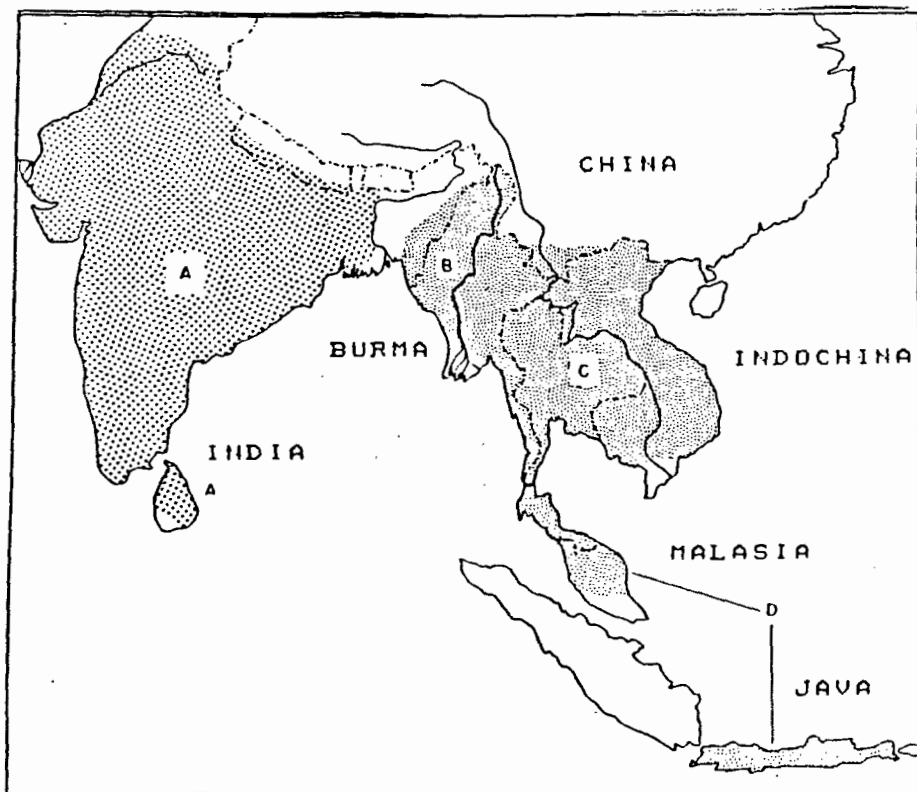 CHINA
A
B
BURMA
C
INDOCHINA
INDIA
A
MALASIA
D
JAVA